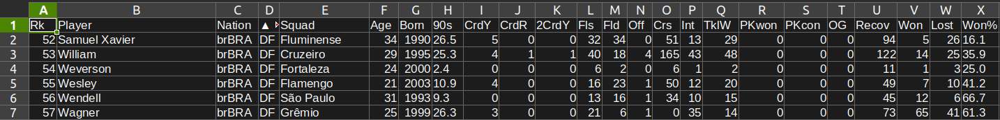 A B C D E F G H I J K L M N O P Q R S T U V W X
1 Rk Player Nation ▲ Squad Age Born 90s CrdY CrdR 2CrdY Fls Fld Off Crs Int TklW PKwon PKcon OG Recov Won Lost Won%
2 52 Samuel Xavier brBRA DF Fluminense 34 1990 26.5 5 0 0 32 34 0 51 13 29 0 0 0 94 5 26 16.1
3 53 William brBRA DF Cruzeiro 29 1995 25.3 4 1 1 40 18 4 165 43 48 0 0 0 122 14 25 35.9
4 54 Weverson brBRA DF Fortaleza 24 2000 2.4 0 0 0 6 2 0 6 1 2 0 0 0 11 1 3 25.0
5 55 Wesley brBRA DF Flamengo 21 2003 10.9 4 0 0 16 23 1 50 12 20 0 0 0 49 7 10 41.2
6 56 Wendell brBRA DF São Paulo 31 1993 9.3 0 0 0 13 16 1 34 10 15 0 0 0 45 12 6 66.7
7 57 Wagner brBRA DF Grêmio 25 1999 26.3 3 0 0 21 6 1 0 35 14 0 0 0 73 65 41 61.3